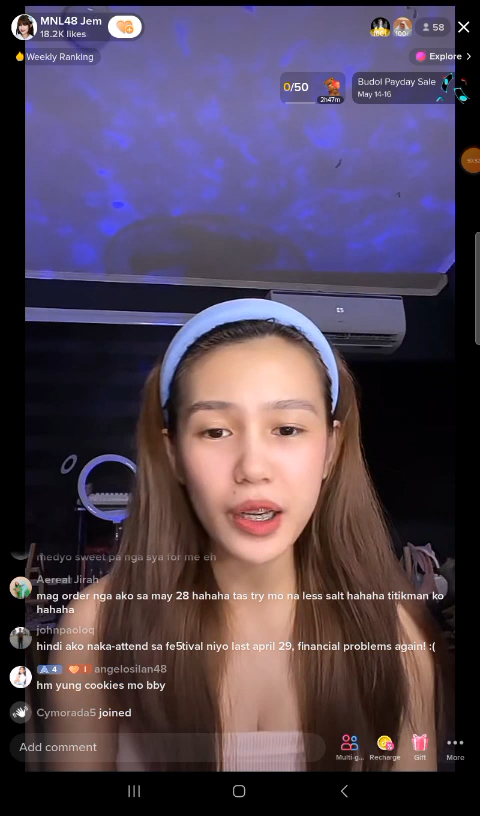 MNL48 Jem
18.2K likes
58
Weekly Ranking
Explore
0/50
2h47m
Budol Payday Sale
May 14-16
medyo sweet pa nga sya for me eh
Aereal Jirah
mag order nga ako sa may 28 hahaha tas try mo na less salt hahaha titikman ko
hahaha
johnpaoloq
hindi ako naka-attend sa fe5tival niyo last april 29, financial problems again! :(
4 1 angelosilan48
hm yung cookies mo bby
Cymorada5 joined
Add comment
Multi-g...
Recharge
Gift
More